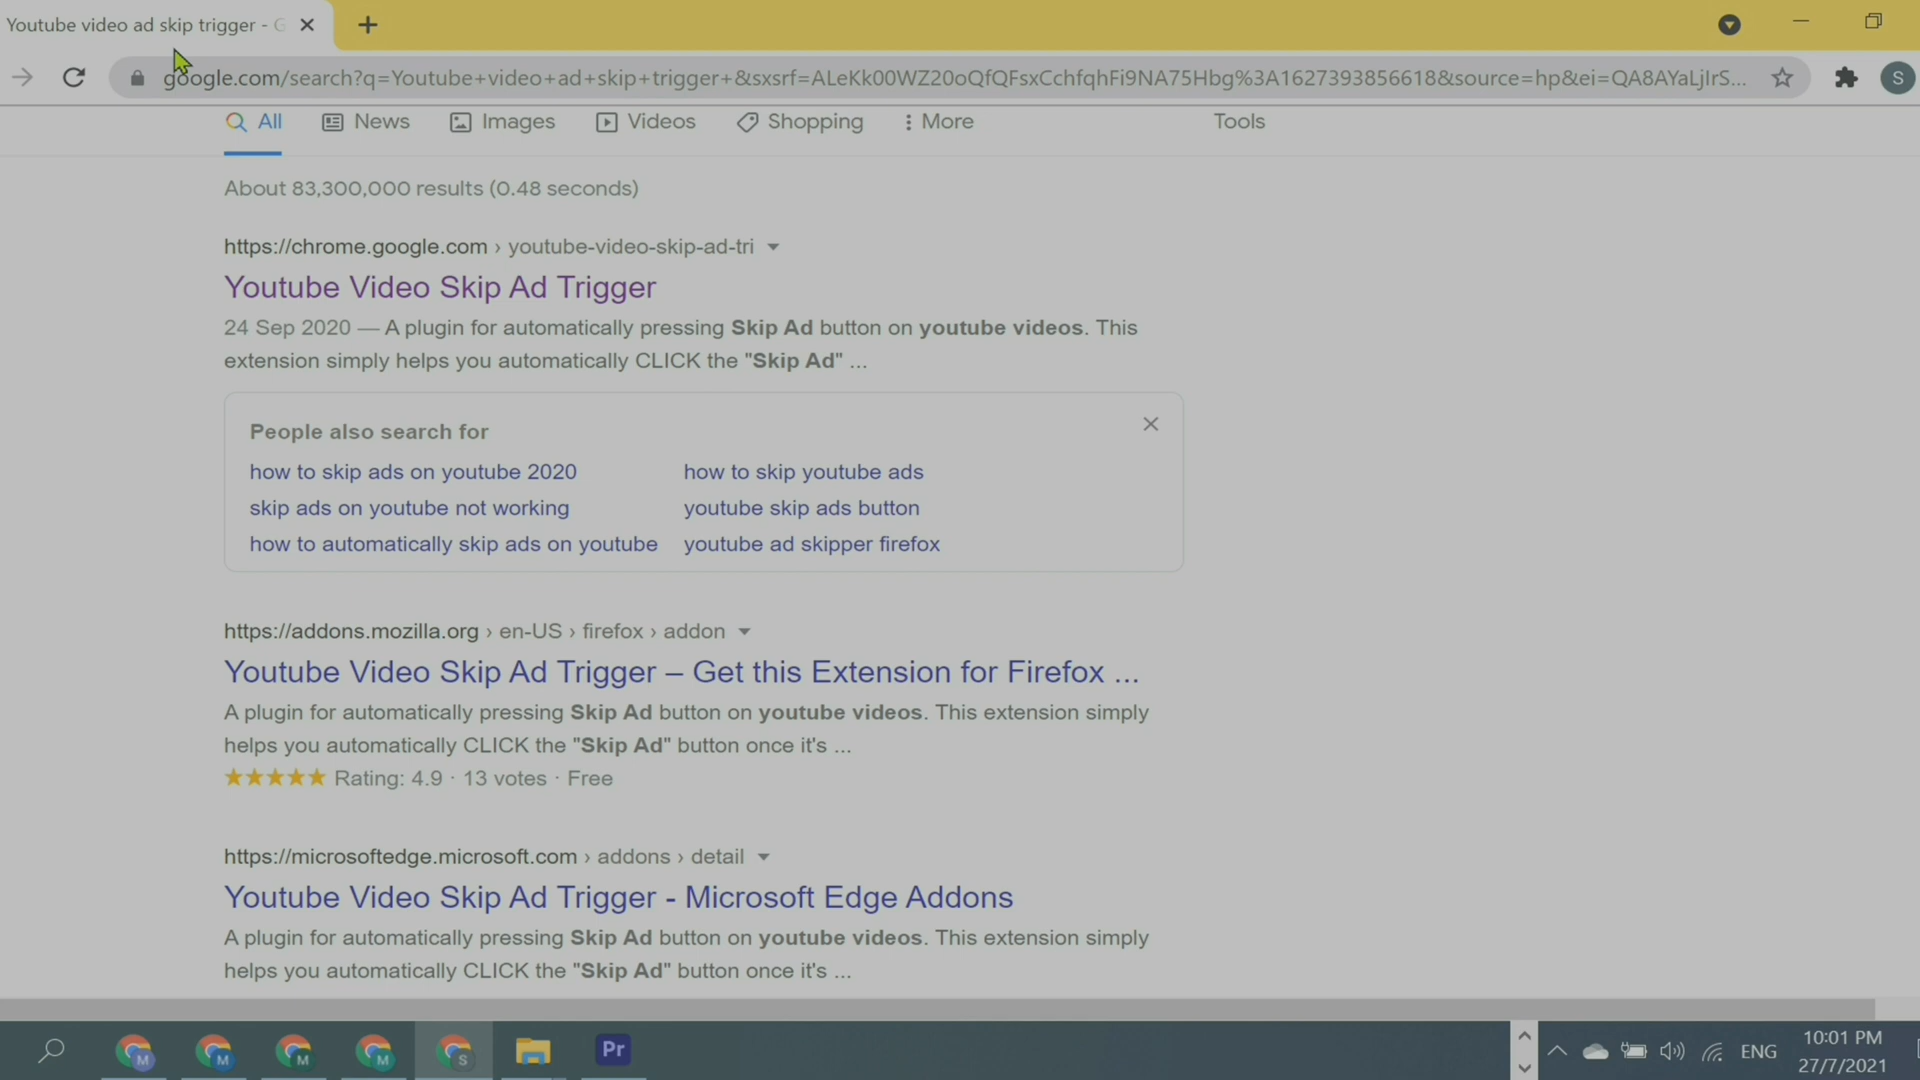 Youtube video ad skip trigger - G
google.com/search?q=Youtube+video+ad+skip+trigger+&sxsrf=ALeKk00WZ20oQfQFsxCchfqhFi9NA75Hbg%3A1627393856618&source=hp&ei=QA8AYaLjIrS...
S
All News Images Videos Shopping More Tools
About 83,300,000 results (0.48 seconds)
https://chrome.google.com › youtube-video-skip-ad-tri
Youtube Video Skip Ad Trigger
24 Sep 2020 — A plugin for automatically pressing Skip Ad button on youtube videos. This
extension simply helps you automatically CLICK the "Skip Ad" ...
People also search for
how to skip ads on youtube 2020 how to skip youtube ads
skip ads on youtube not working youtube skip ads button
how to automatically skip ads on youtube youtube ad skipper firefox
https://addons.mozilla.org › en-US › firefox › addon
Youtube Video Skip Ad Trigger – Get this Extension for Firefox ...
A plugin for automatically pressing Skip Ad button on youtube videos. This extension simply
helps you automatically CLICK the "Skip Ad" button once it's ...
Rating: 4.9 · 13 votes · Free
https://microsoftedge.microsoft.com › addons › detail
Youtube Video Skip Ad Trigger - Microsoft Edge Addons
A plugin for automatically pressing Skip Ad button on youtube videos. This extension simply
helps you automatically CLICK the "Skip Ad" button once it's ...
M M M M S Pr ENG 10:01 PM
27/7/2021